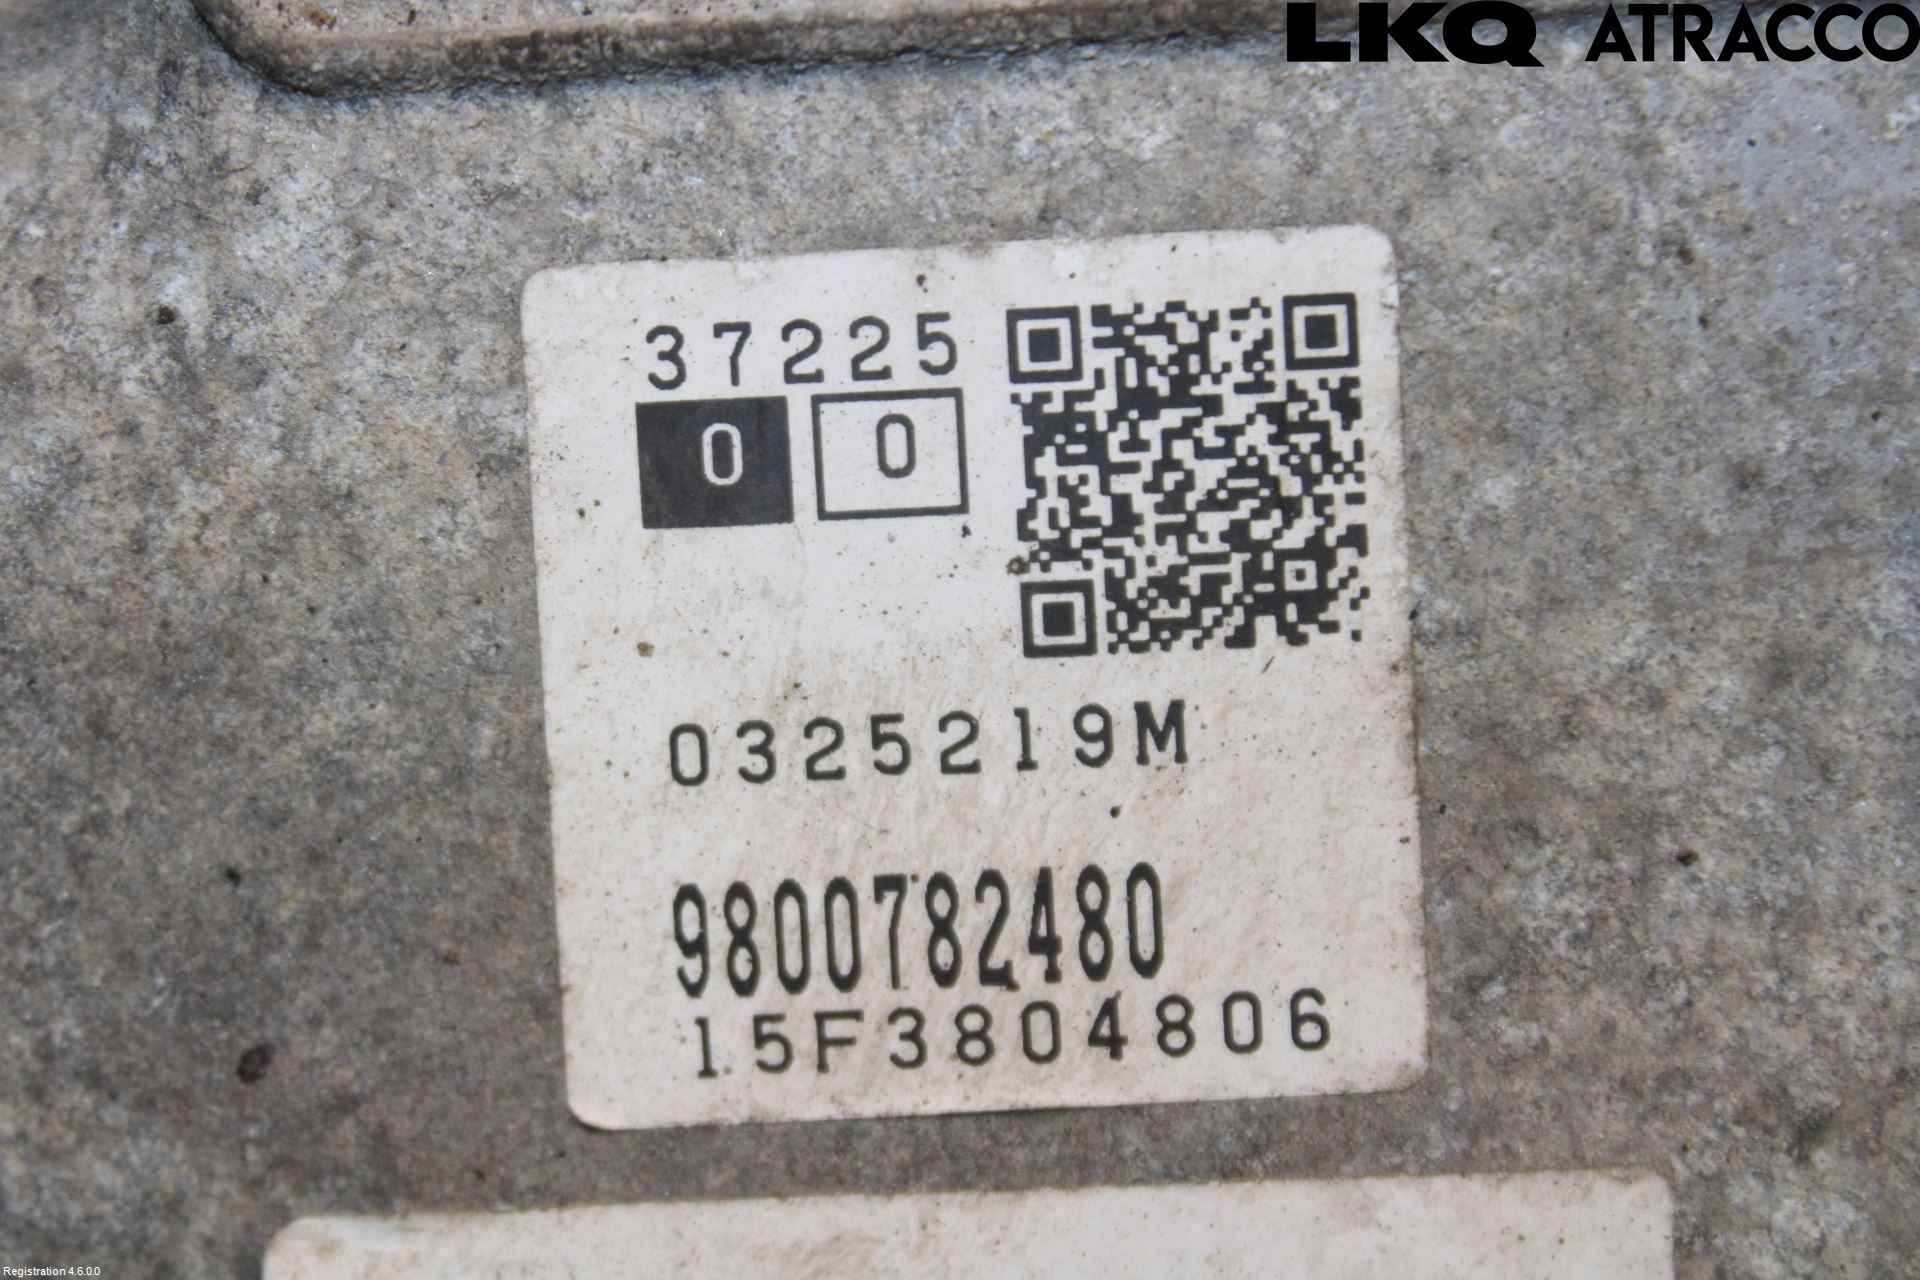 LKQ ATRACCO
37225
0 0
0325219M
9800782480
15F3804806
Registration 4.6.0.0